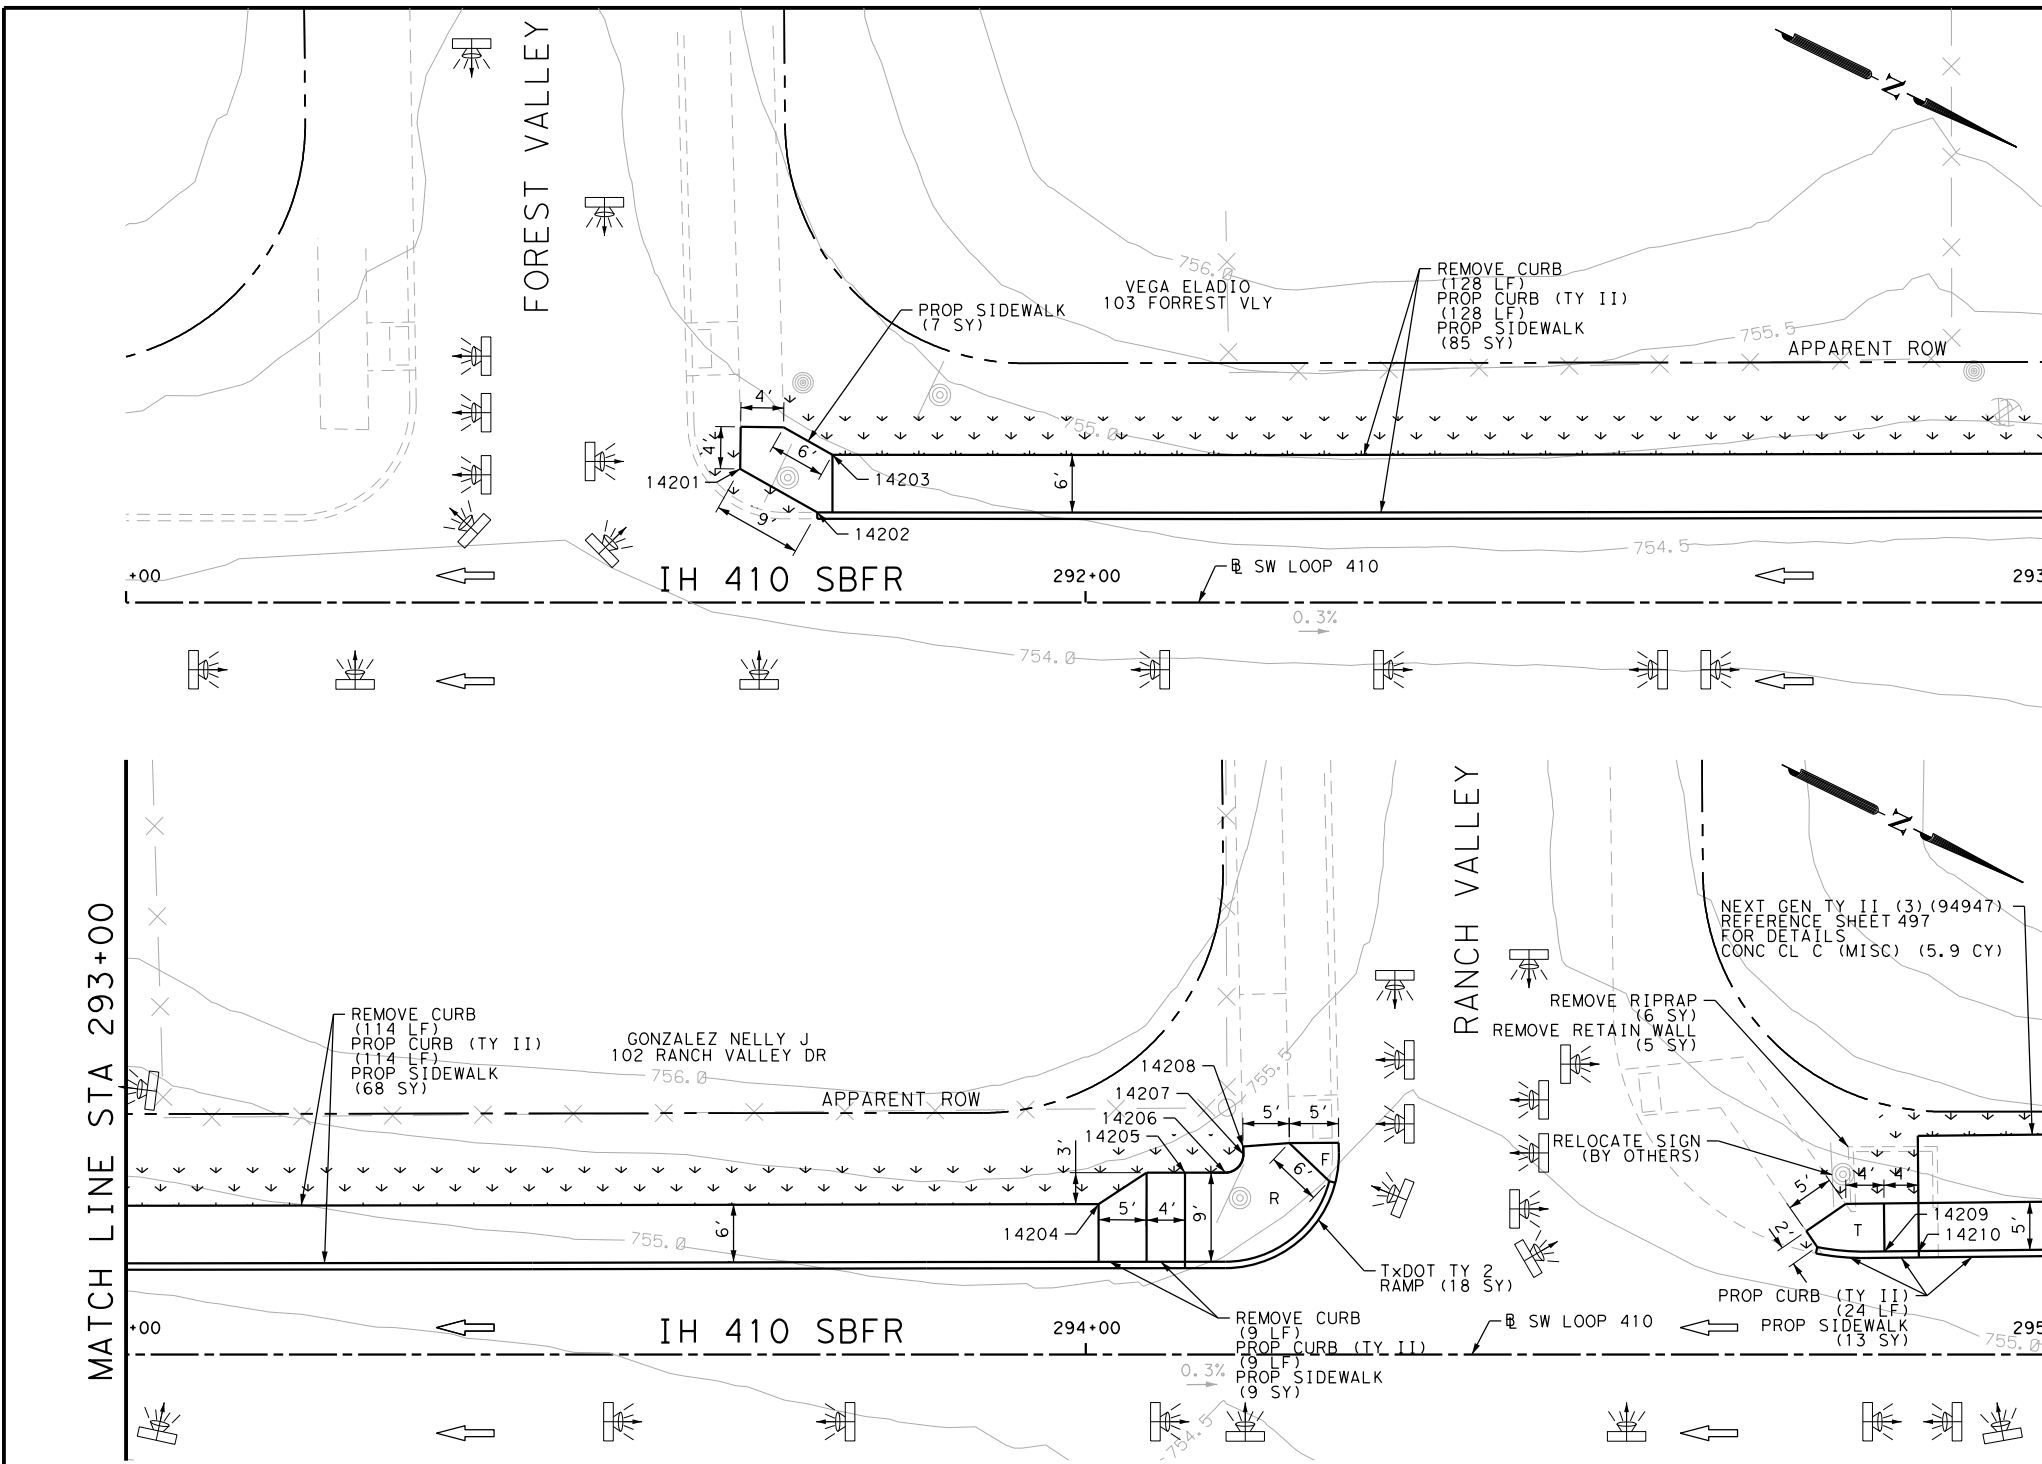 FOREST VALLEY
N
756.0
VEGA ELADIO
103 FORREST VLY
PROP SIDEWALK
(7 SY)
REMOVE CURB
(128 LF)
PROP CURB (TY II)
(128 LF)
PROP SIDEWALK
(85 SY)
755.5
APPARENT ROW
4'
4'
6'
9'
755.0
6'
14201
14203
14202
754.5
+00
IH 410 SBFR
292+00
BL SW LOOP 410
293
0.3%
754.0
MATCH LINE STA 293+00
RANCH VALLEY
N
NEXT GEN TY II (3)(94947)
REFERENCE SHEET 497
FOR DETAILS
CONC CL C (MISC) (5.9 CY)
REMOVE RIPRAP
(6 SY)
REMOVE RETAIN WALL
(5 SY)
REMOVE CURB
(114 LF)
PROP CURB (TY II)
(114 LF)
PROP SIDEWALK
(68 SY)
GONZALEZ NELLY J
102 RANCH VALLEY DR
756.0
755.5
APPARENT ROW
14208
14207
14206
14205
5'
5'
3'
F
6'
R
RELOCATE SIGN
(BY OTHERS)
4'
4'
5'
2'
T
14209
14210
5'
6'
5'
4'
9'
14204
755.0
TxDOT TY 2
RAMP (18 SY)
PROP CURB (TY II)
(24 LF)
PROP SIDEWALK
(13 SY)
+00
IH 410 SBFR
294+00
REMOVE CURB
(9 LF)
PROP CURB (TY II)
(9 LF)
PROP SIDEWALK
(9 SY)
BL SW LOOP 410
295
755.0
0.3%
754.5